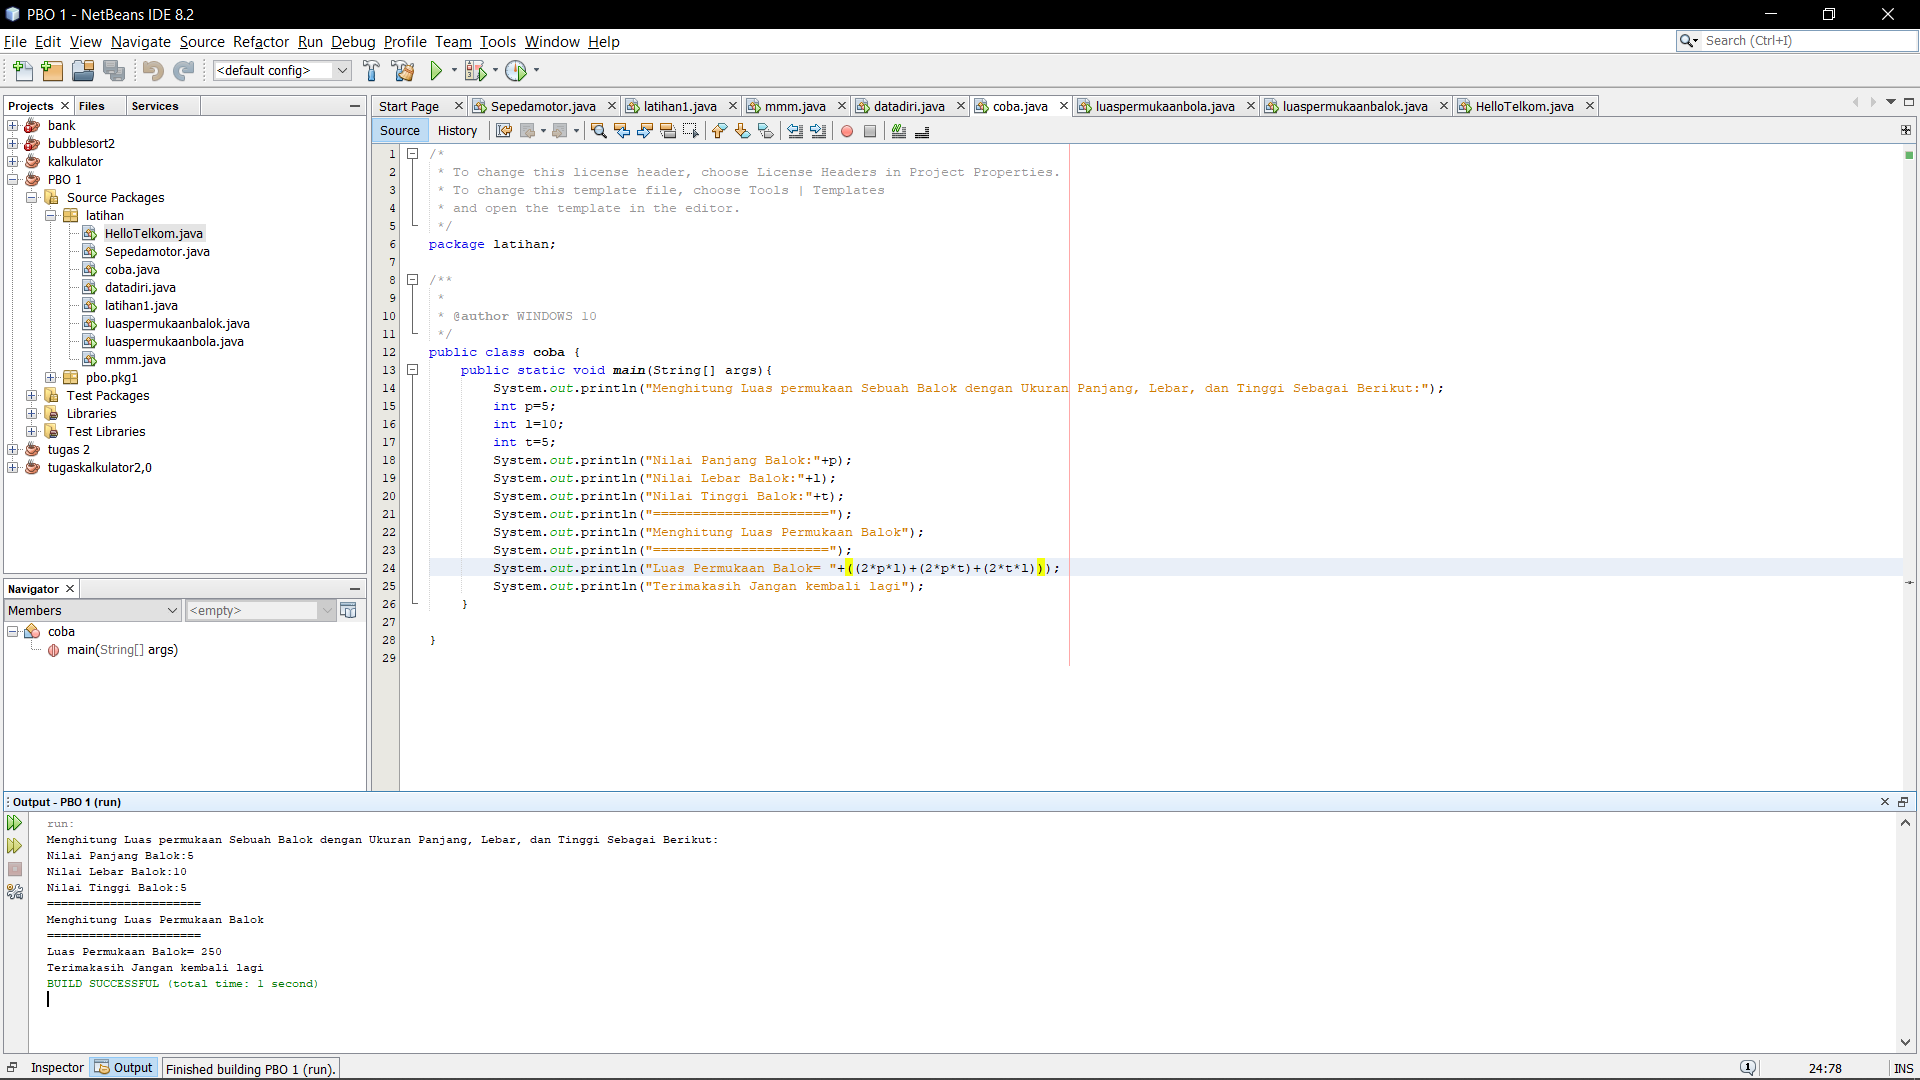 PBO 1 - NetBeans IDE 8.2
File Edit View Navigate Source Refactor Run Debug Profile Team Tools Window Help
Search (Ctrl+I)
<default config>
Projects Files Services
Start Page Sepedamotor.java latihan1.java mmm.java datadiri.java coba.java luaspermukaanbola.java luaspermukaanbalok.java HelloTelkom.java
Source History
bank
bubblesort2
kalkulator
PBO 1
Source Packages
latihan
HelloTelkom.java
Sepedamotor.java
coba.java
datadiri.java
latihan1.java
luaspermukaanbalok.java
luaspermukaanbola.java
mmm.java
pbo.pkg1
Test Packages
Libraries
Test Libraries
tugas 2
tugaskalkulator2,0
Navigator
Members <empty>
coba
main(String[] args)
1 /*
2 * To change this license header, choose License Headers in Project Properties.
3 * To change this template file, choose Tools | Templates
4 * and open the template in the editor.
5 */
6 package latihan;
7
8 /**
9 *
10 * @author WINDOWS 10
11 */
12 public class coba {
13 public static void main(String[] args){
14 System.out.println("Menghitung Luas permukaan Sebuah Balok dengan Ukuran Panjang, Lebar, dan Tinggi Sebagai Berikut:");
15 int p=5;
16 int l=10;
17 int t=5;
18 System.out.println("Nilai Panjang Balok:"+p);
19 System.out.println("Nilai Lebar Balok:"+l);
20 System.out.println("Nilai Tinggi Balok:"+t);
21 System.out.println("======================");
22 System.out.println("Menghitung Luas Permukaan Balok");
23 System.out.println("======================");
24 System.out.println("Luas Permukaan Balok= "+((2*p*l)+(2*p*t)+(2*t*l)));
25 System.out.println("Terimakasih Jangan kembali lagi");
26 }
27
28 }
29
Output - PBO 1 (run)
run:
Menghitung Luas permukaan Sebuah Balok dengan Ukuran Panjang, Lebar, dan Tinggi Sebagai Berikut:
Nilai Panjang Balok:5
Nilai Lebar Balok:10
Nilai Tinggi Balok:5
======================
Menghitung Luas Permukaan Balok
======================
Luas Permukaan Balok= 250
Terimakasih Jangan kembali lagi
BUILD SUCCESSFUL (total time: 1 second)
Inspector Output Finished building PBO 1 (run). 1 24:78 INS